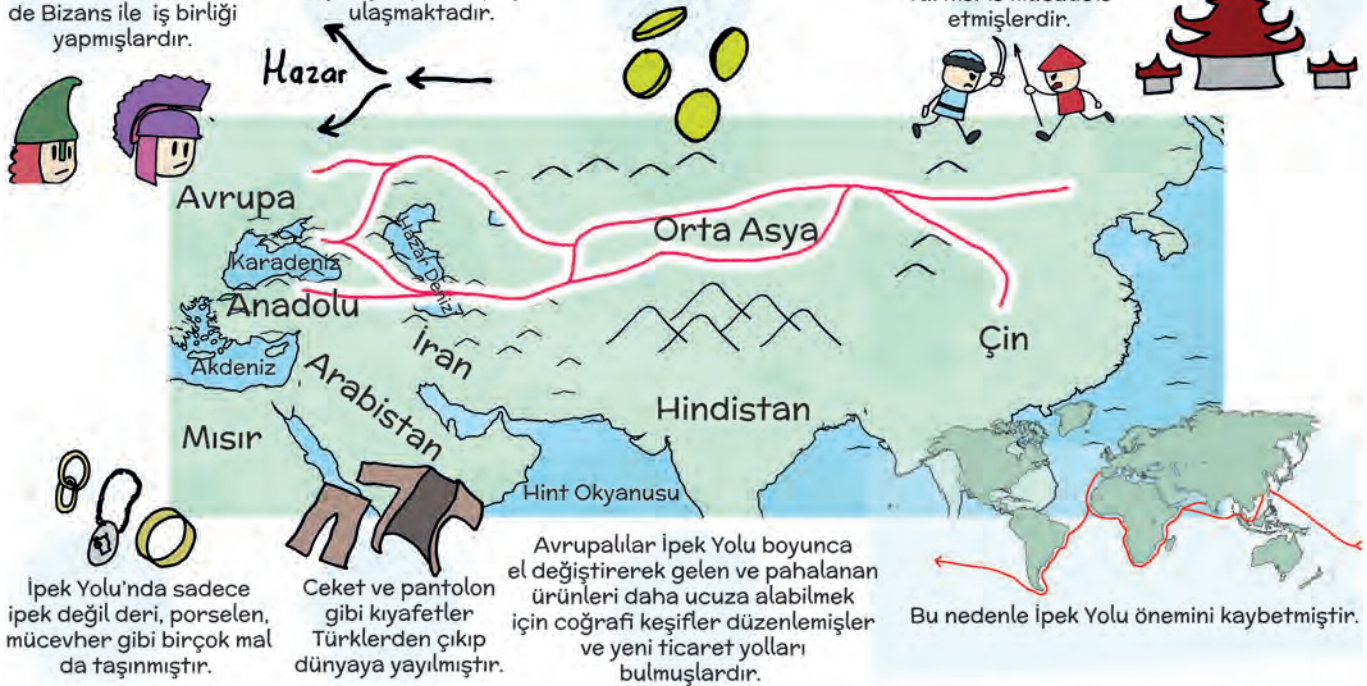 de Bizans ile iş birliği
yapmışlardır.
ulaşmaktadır.
etmişlerdir.
Hazar
Avrupa
Karadeniz
Hazar Denizi
Orta Asya
Anadolu
Akdeniz
İran
Çin
Arabistan
Mısır
Hindistan
Hint Okyanusu
İpek Yolu’nda sadece
ipek değil deri, porselen,
mücevher gibi birçok mal
da taşınmıştır.
Ceket ve pantolon
gibi kıyafetler
Türklerden çıkıp
dünyaya yayılmıştır.
Avrupalılar İpek Yolu boyunca
el değiştirerek gelen ve pahalanan
ürünleri daha ucuza alabilmek
için coğrafi keşifler düzenlemişler
ve yeni ticaret yolları
bulmuşlardır.
Bu nedenle İpek Yolu önemini kaybetmiştir.